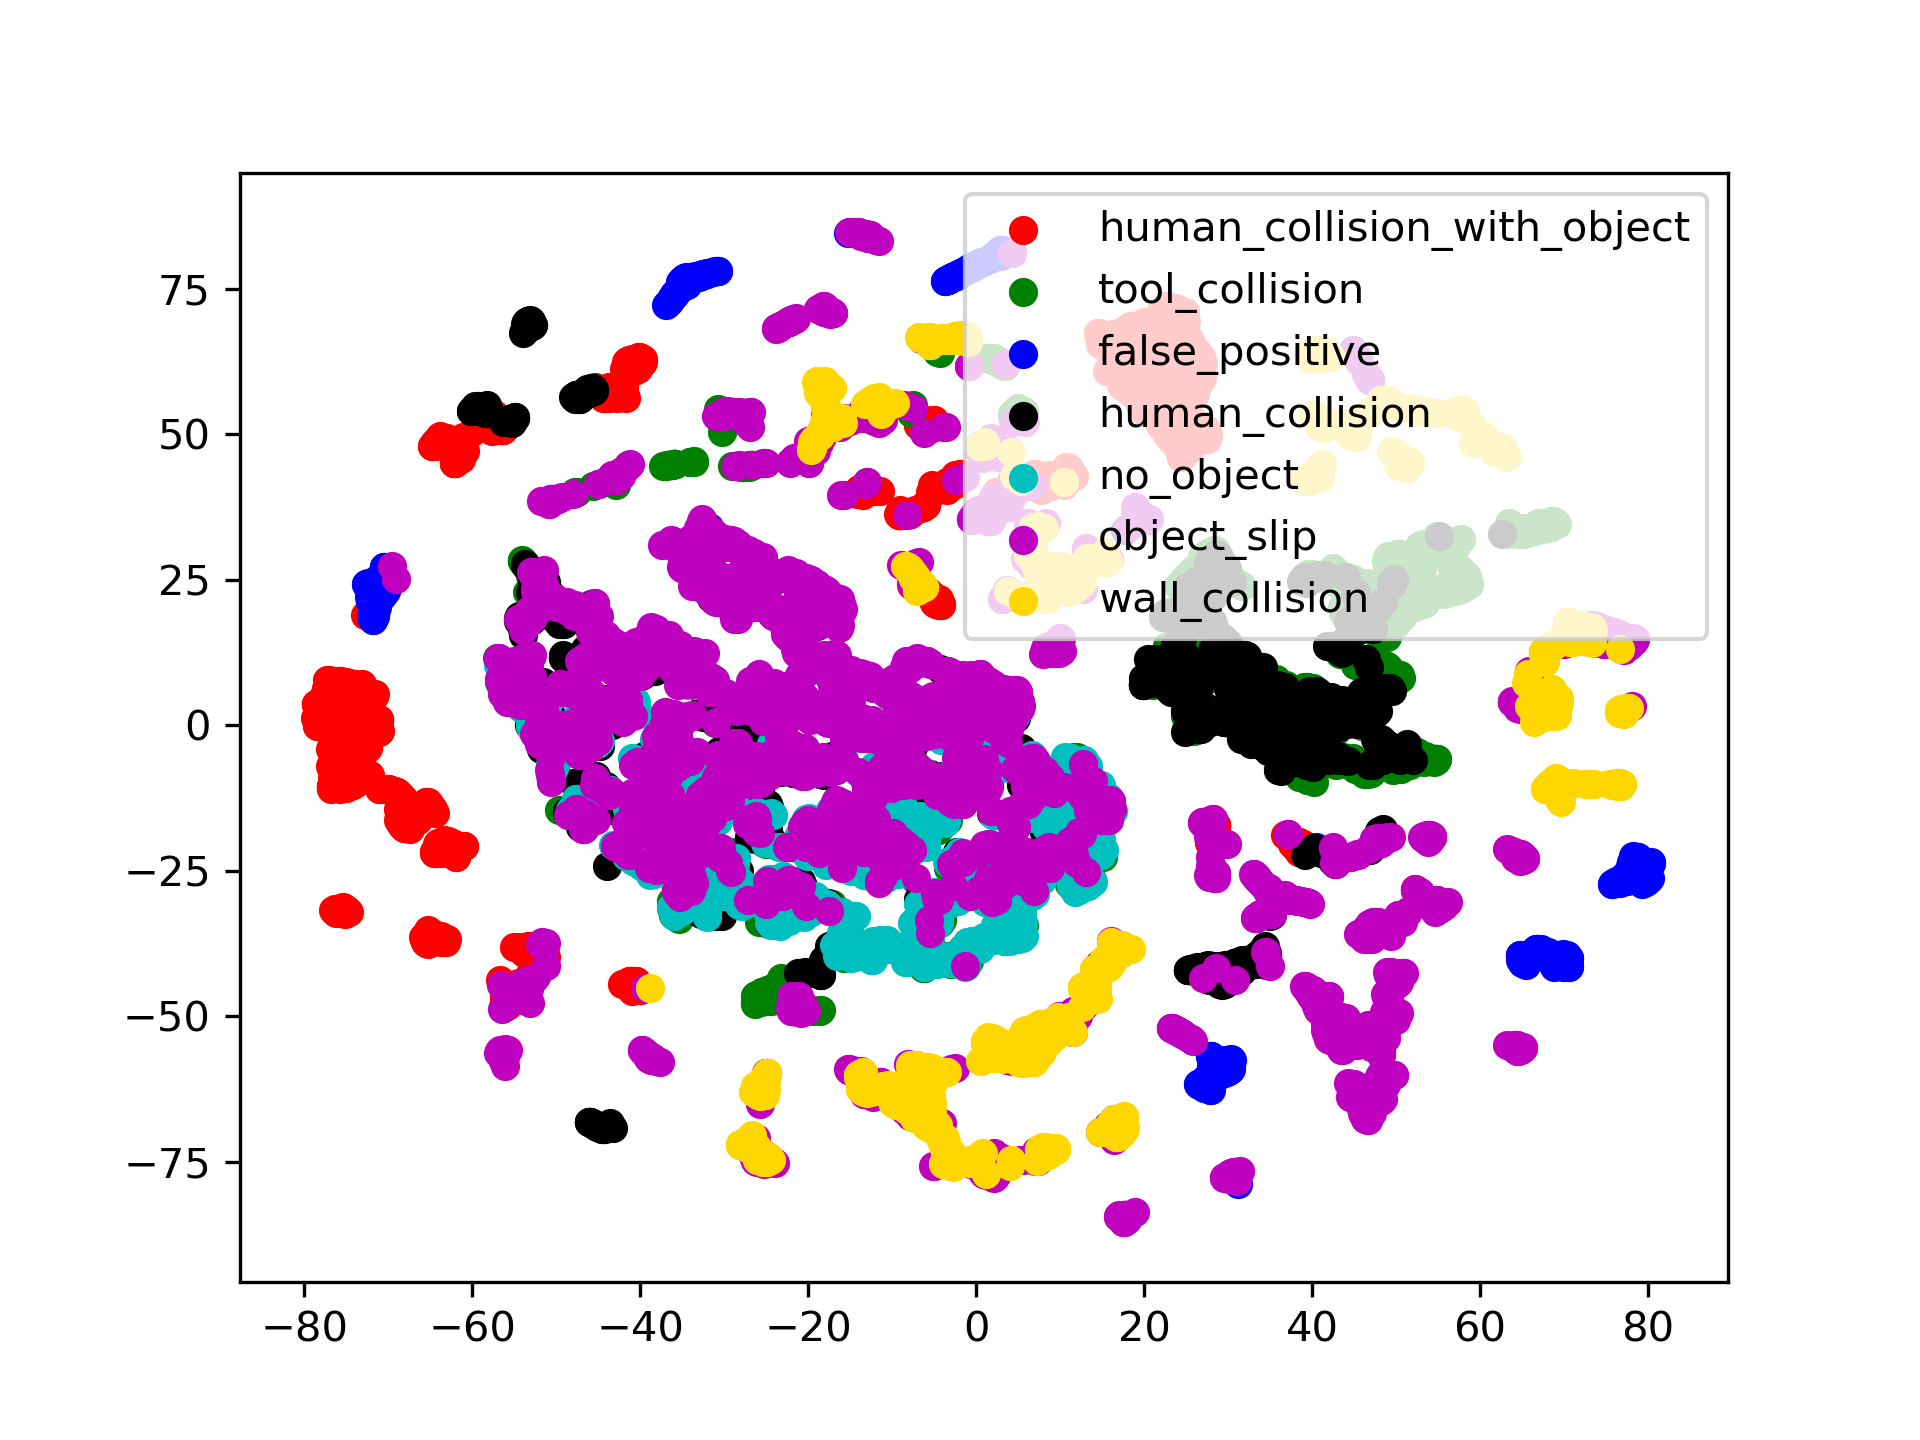 human_collision_with_object
tool_collision
false_positive
human_collision
no_object
object_slip
wall_collision
75
50
25
0
−25
−50
−75
−80 −60 −40 −20 0 20 40 60 80